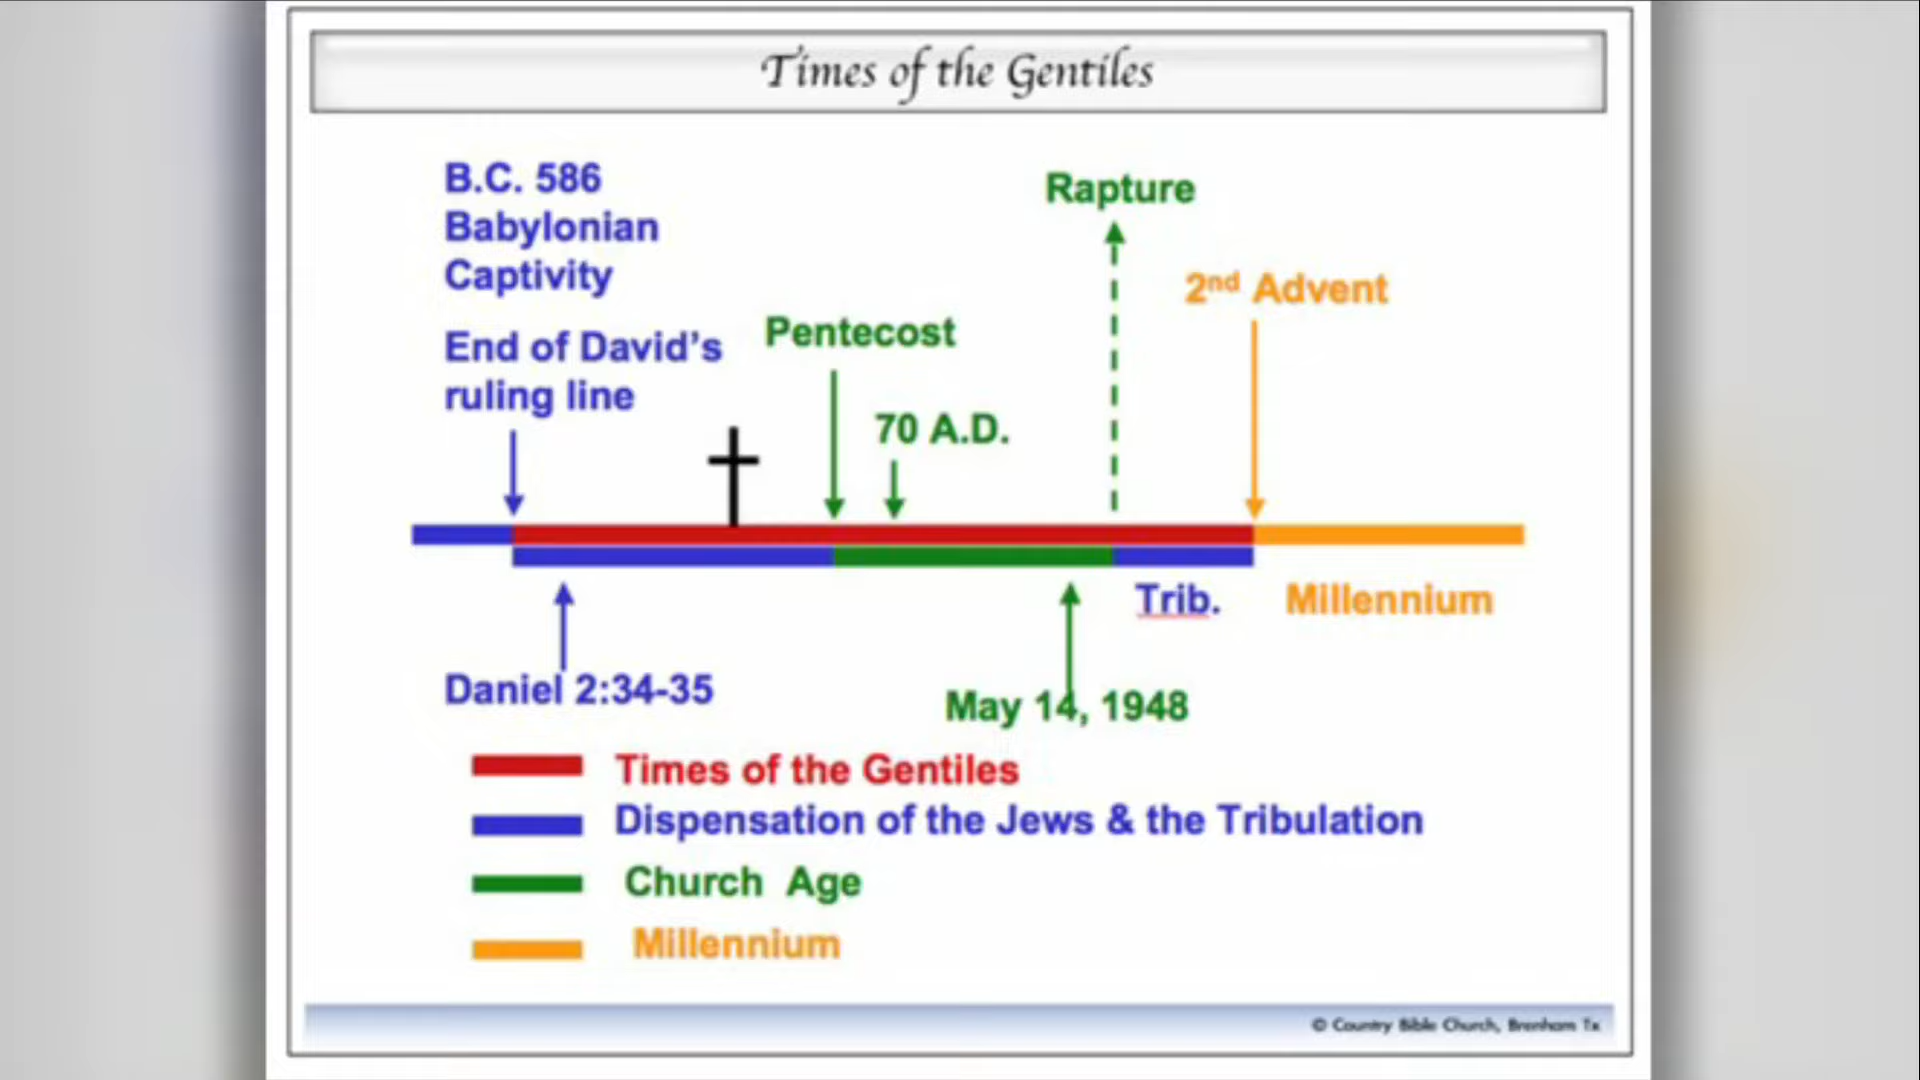 Times of the Gentiles
B.C. 586
Babylonian
Captivity
End of David's
ruling line
Pentecost
70 A.D.
Rapture
2nd Advent
Trib.
Millennium
Daniel 2:34-35
May 14, 1948
Times of the Gentiles
Dispensation of the Jews & the Tribulation
Church Age
Millennium
© Country Bible Church, Brenham Tx